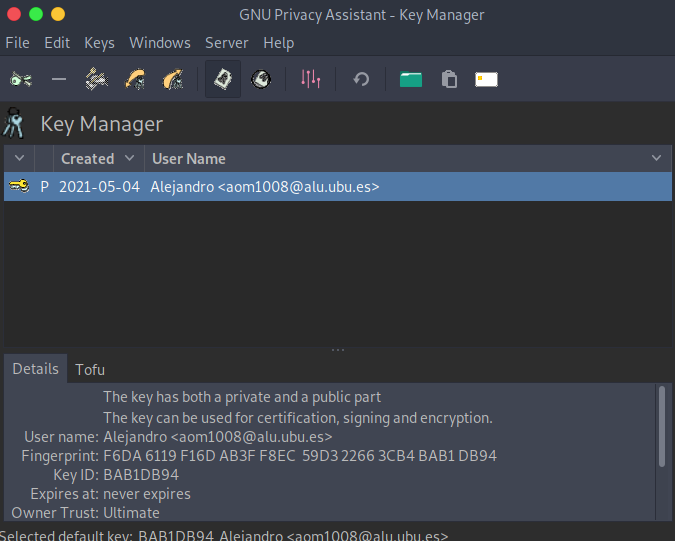 GNU Privacy Assistant - Key Manager
File Edit Keys Windows Server Help
Key Manager
Created User Name
P 2021-05-04 Alejandro <aom1008@alu.ubu.es>
Details Tofu
The key has both a private and a public part
The key can be used for certification, signing and encryption.
User name: Alejandro <aom1008@alu.ubu.es>
Fingerprint: F6DA 6119 F16D AB3F F8EC  59D3 2266 3CB4 BAB1 DB94
Key ID: BAB1DB94
Expires at: never expires
Owner Trust: Ultimate
Selected default key: BAB1DB94 Alejandro <aom1008@alu.ubu.es>